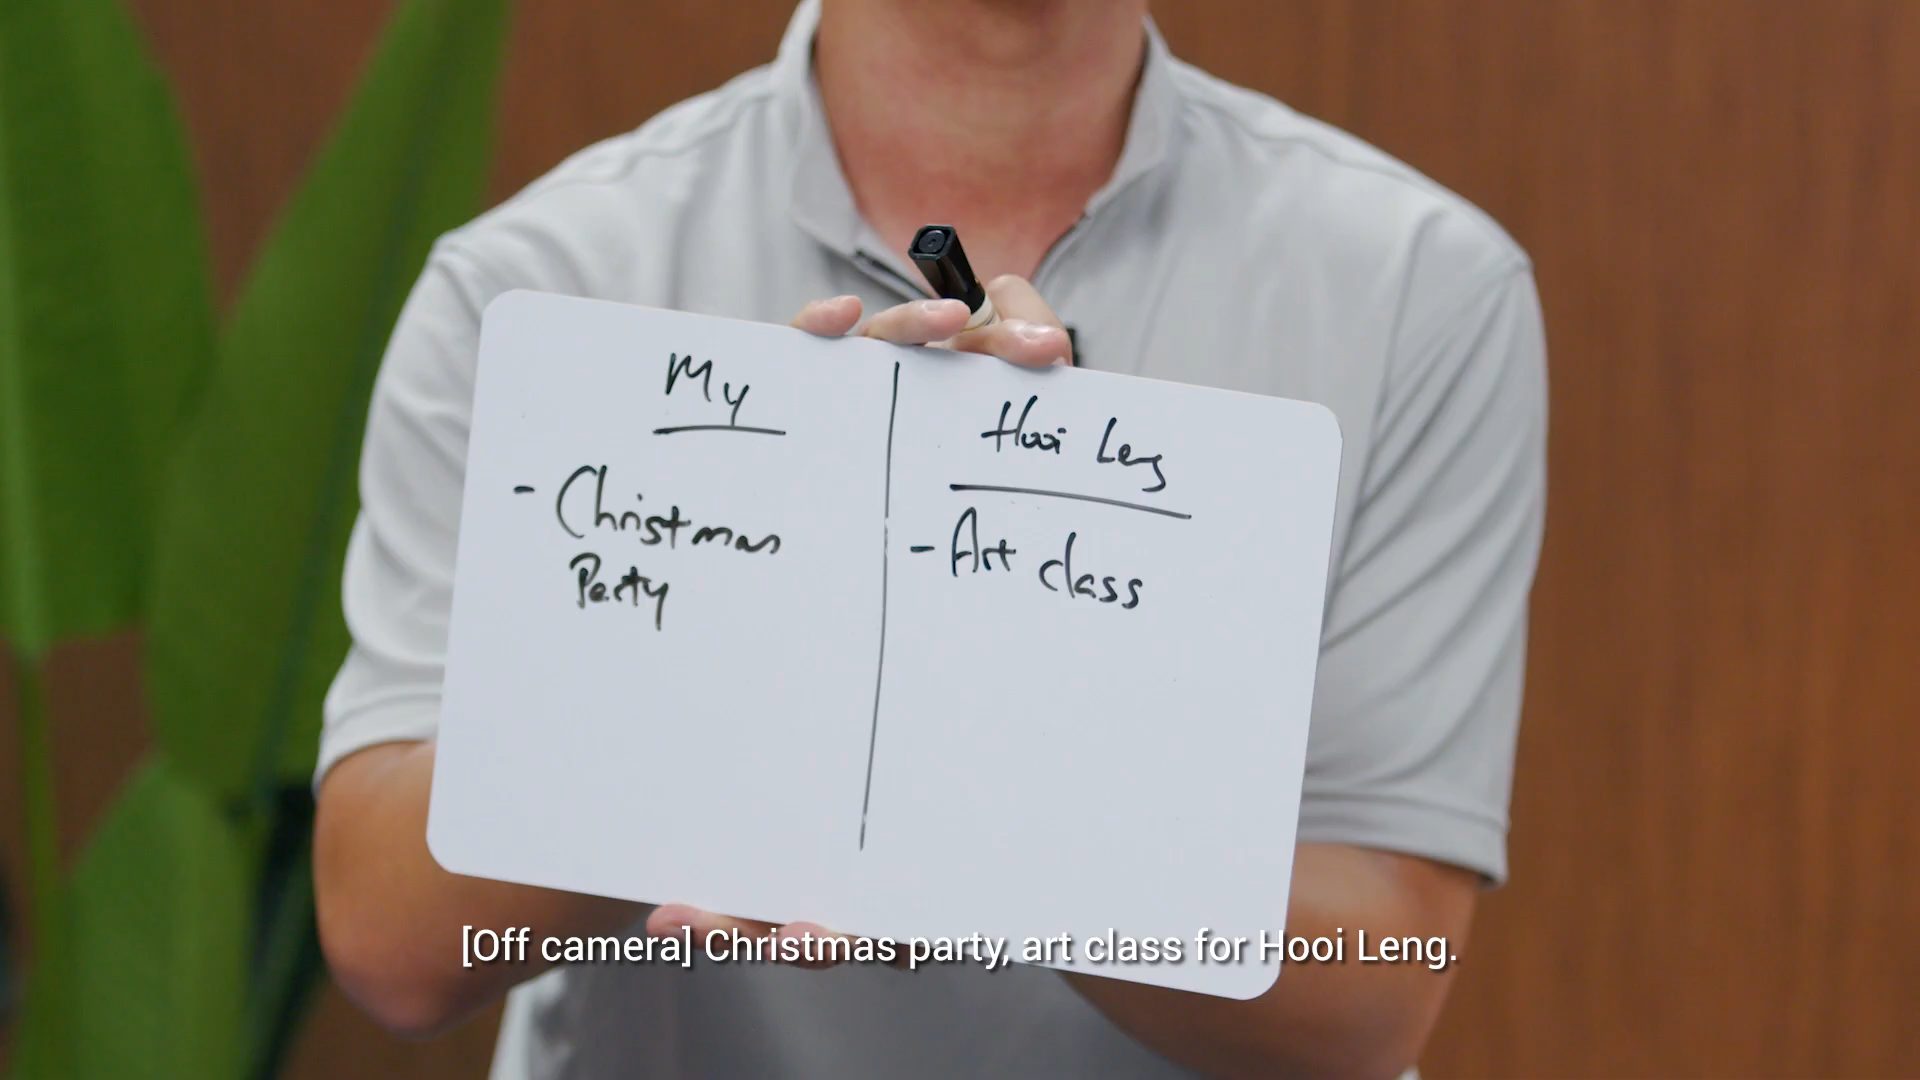 My
- Christmas
Party
Hooi Leng
- Art class
[Off camera] Christmas party, art class for Hooi Leng.